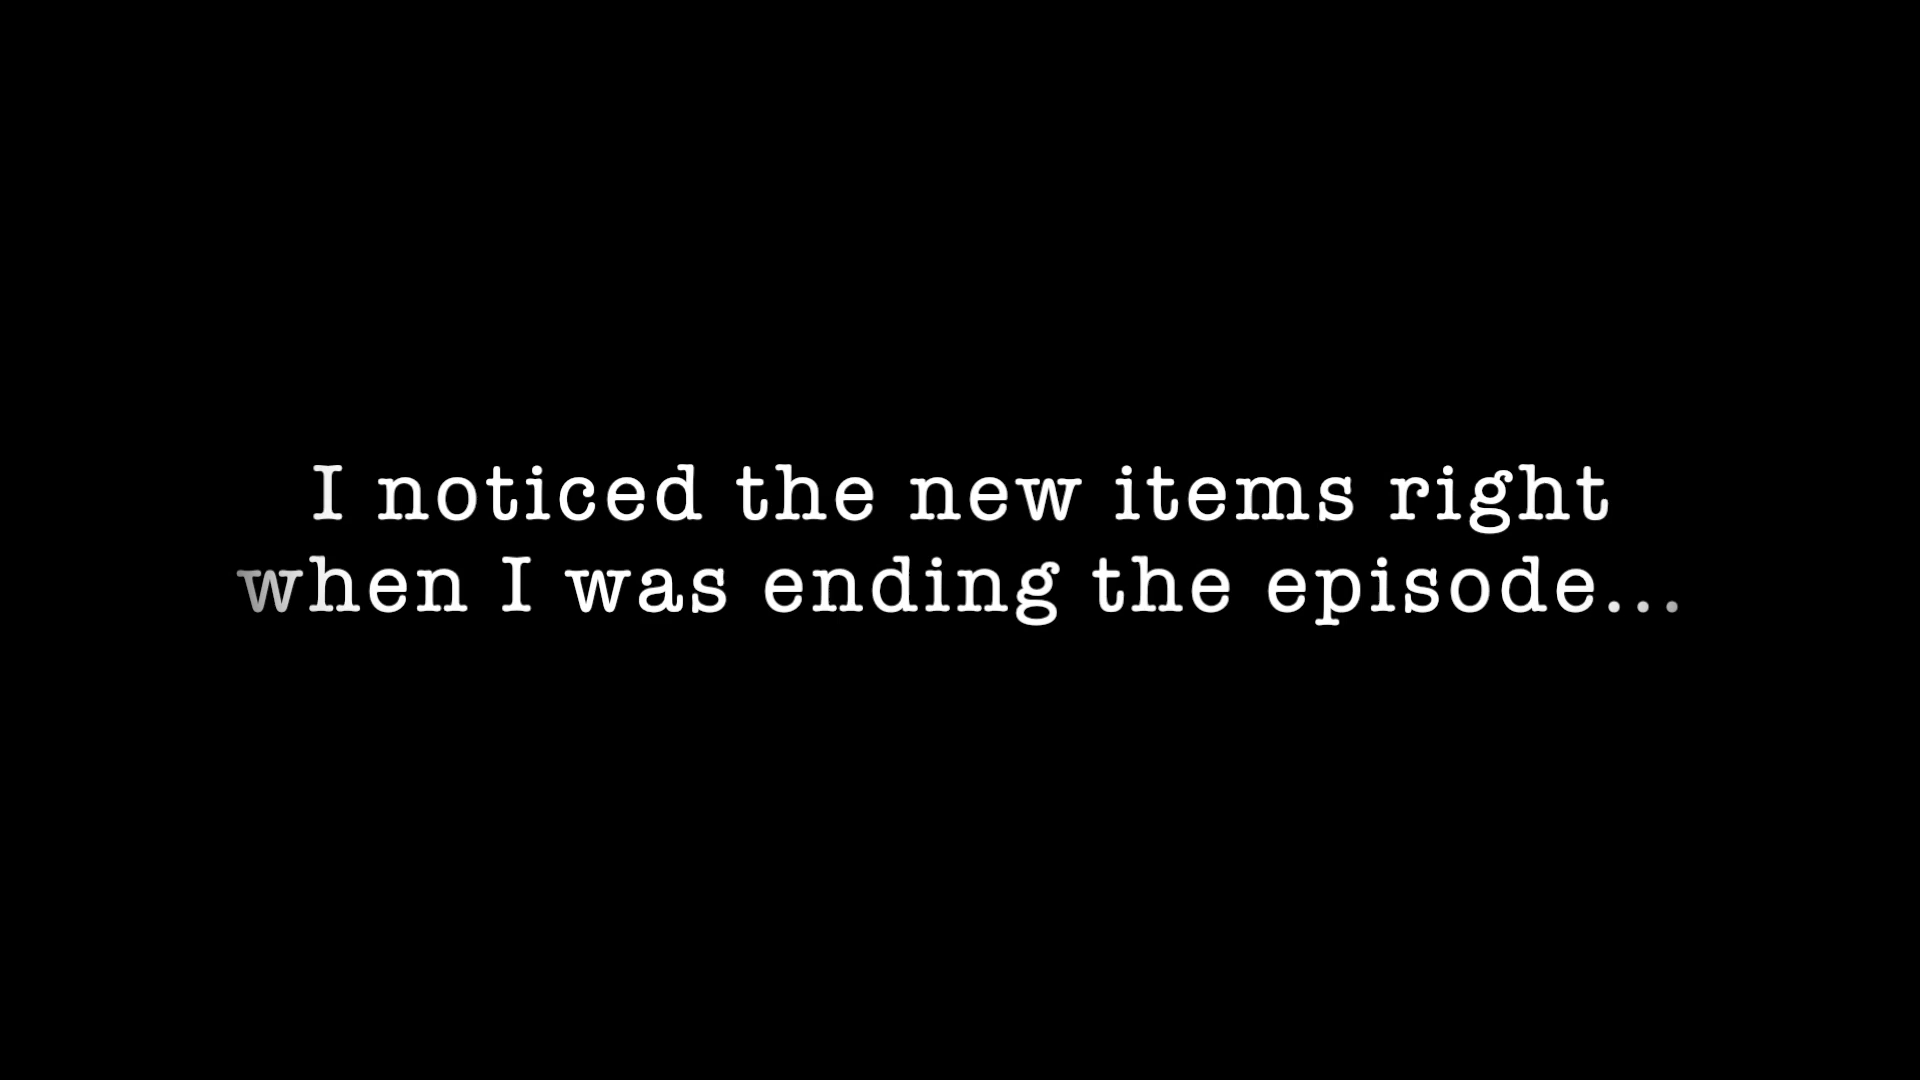 I noticed the new items right
when I was ending the episode...